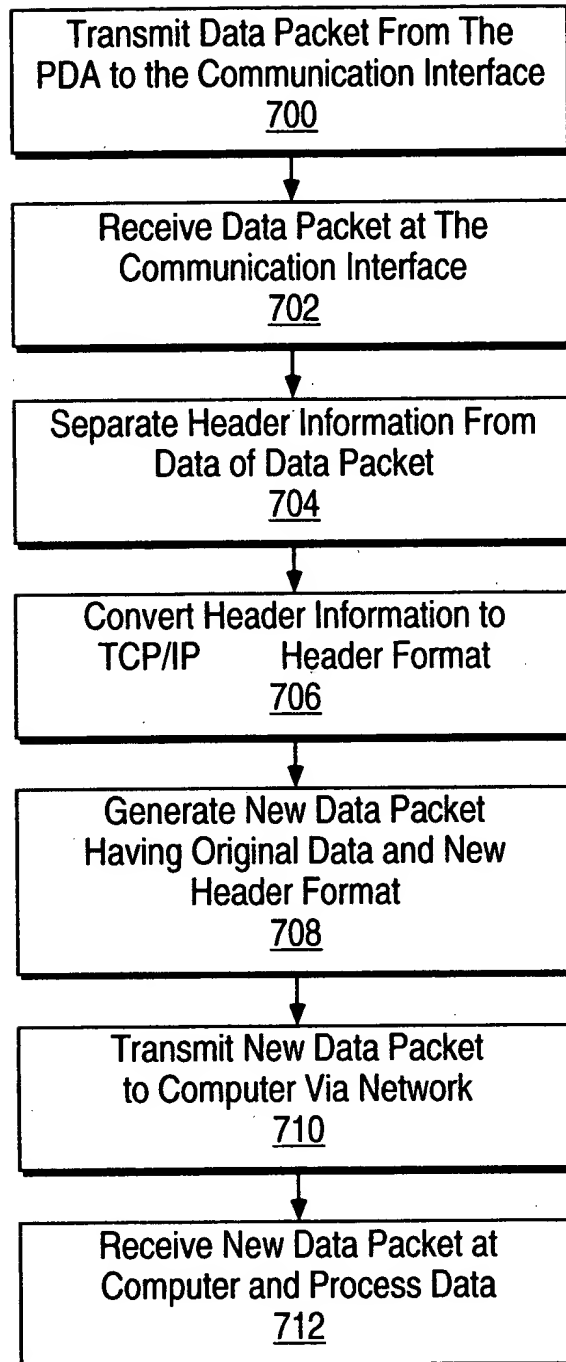 Transmit Data Packet From The
PDA to the Communication Interface
700
Receive Data Packet at The
Communication Interface
702
Separate Header Information From
Data of Data Packet
704
Convert Header Information to
TCP/IP Header Format
706
Generate New Data Packet
Having Original Data and New
Header Format
708
Transmit New Data Packet
to Computer Via Network
710
Receive New Data Packet at
Computer and Process Data
712